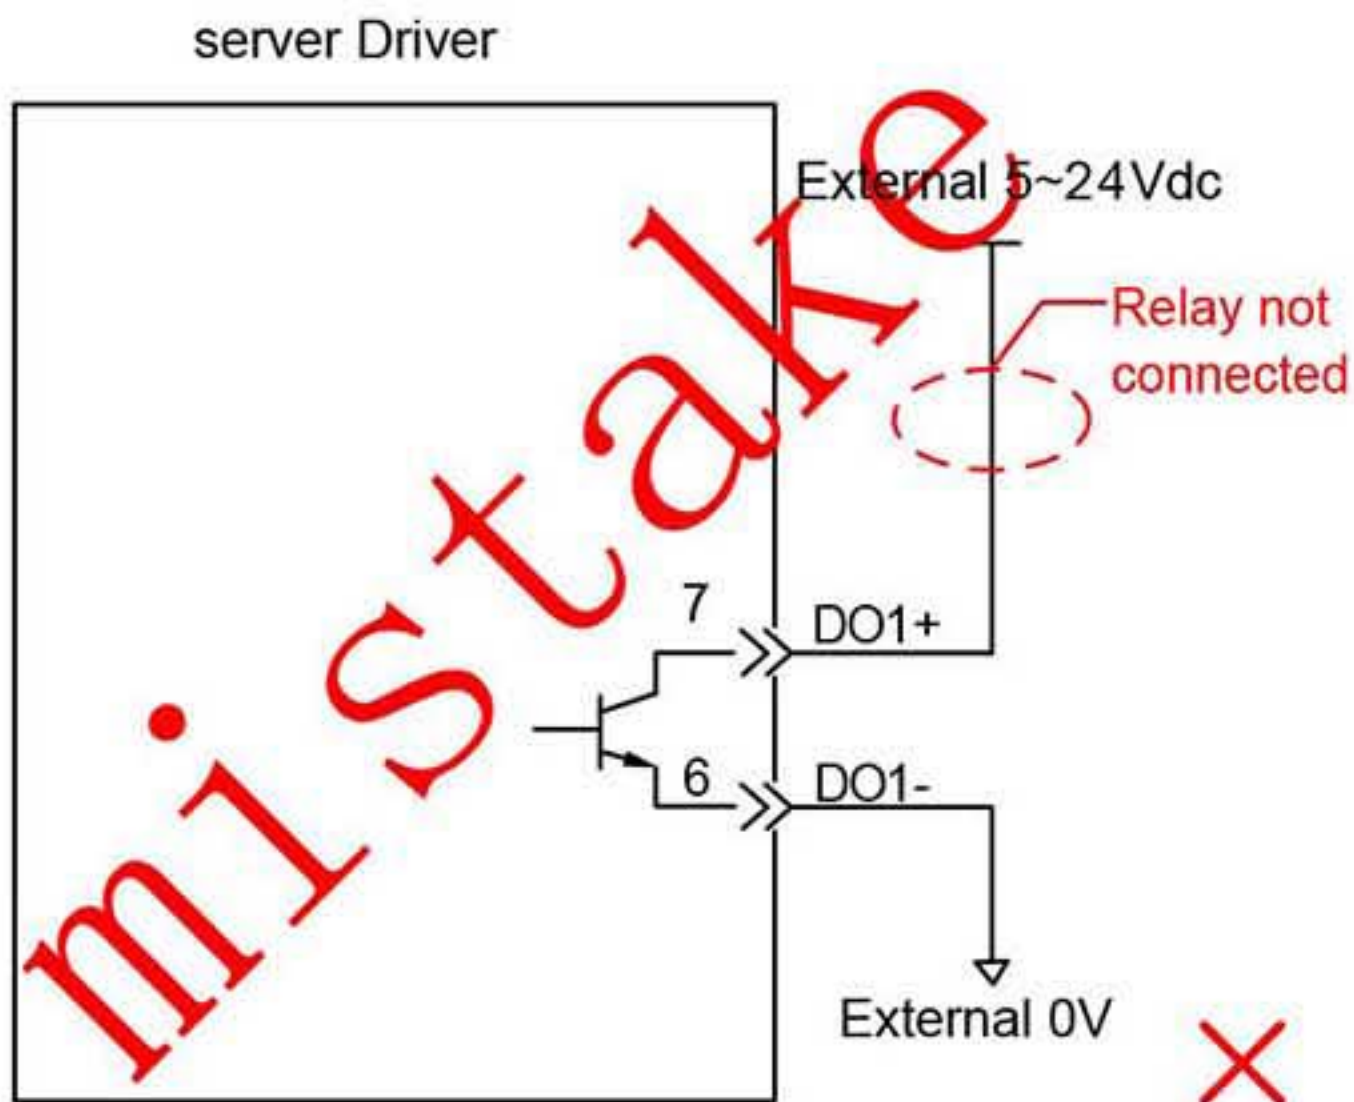 server Driver
External 5~24Vdc
Relay not
connected
mistake
7
DO1+
6
DO1-
External 0V